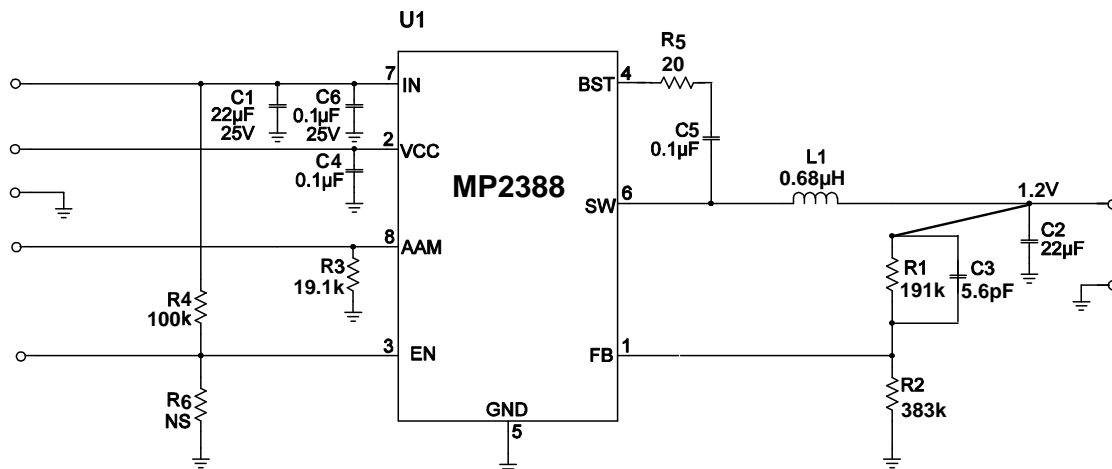 U1
7
IN
C1
22µF
25V
C6
0.1µF
25V
2
VCC
C4
0.1µF
8
AAM
R3
19.1k
R4
100k
3
EN
R6
NS
MP2388
GND
5
BST
4
R5
20
C5
0.1µF
SW
6
L1
0.68µH
1.2V
C2
22µF
R1
191k
C3
5.6pF
FB
1
R2
383k